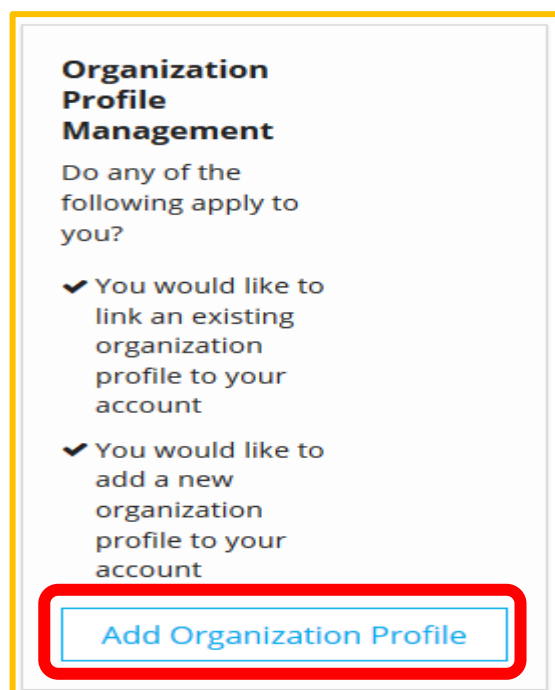 Organization
Profile
Management
Do any of the
following apply to
you?
✔ You would like to
link an existing
organization
profile to your
account
✔ You would like to
add a new
organization
profile to your
account
Add Organization Profile